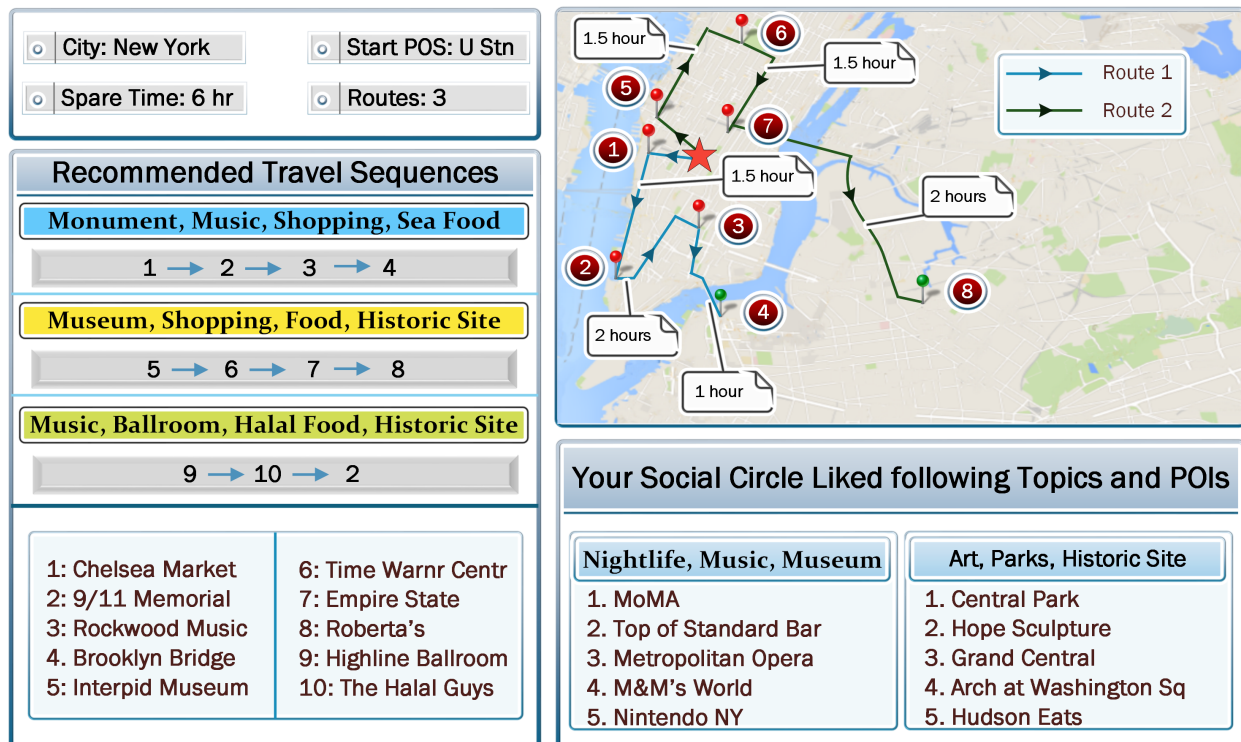 City: New York
Start POS: U Stn
Spare Time: 6 hr
Routes: 3
Recommended Travel Sequences
Monument, Music, Shopping, Sea Food
1 2 3 4
Museum, Shopping, Food, Historic Site
5 6 7 8
Music, Ballroom, Halal Food, Historic Site
9 10 2
1: Chelsea Market
2: 9/11 Memorial
3: Rockwood Music
4: Brooklyn Bridge
5: Interpid Museum
6: Time Warnr Centr
7: Empire State
8: Roberta's
9: Highline Ballroom
10: The Halal Guys
1.5 hour
6
1.5 hour
5
7
1
1.5 hour
2 hours
3
2
8
4
2 hours
1 hour
Route 1
Route 2
Your Social Circle Liked following Topics and POIs
Nightlife, Music, Museum
1. MoMA
2. Top of Standard Bar
3. Metropolitan Opera
4. M&M's World
5. Nintendo NY
Art, Parks, Historic Site
1. Central Park
2. Hope Sculpture
3. Grand Central
4. Arch at Washington Sq
5. Hudson Eats